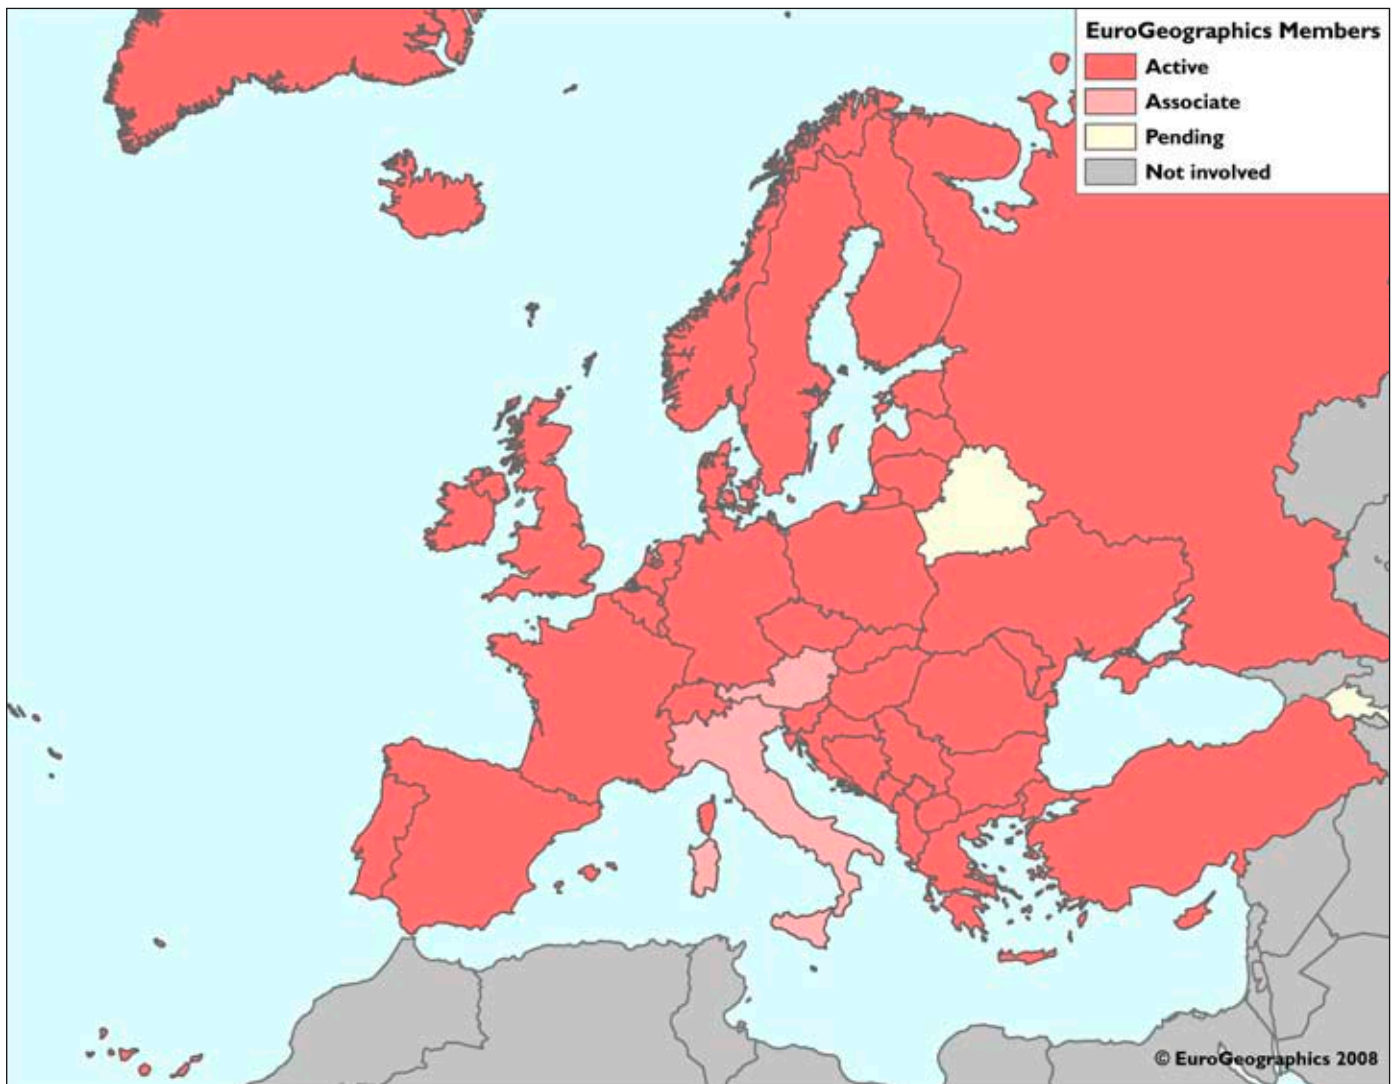 EuroGeographics Members
Active
Associate
Pending
Not involved
© EuroGeographics 2008